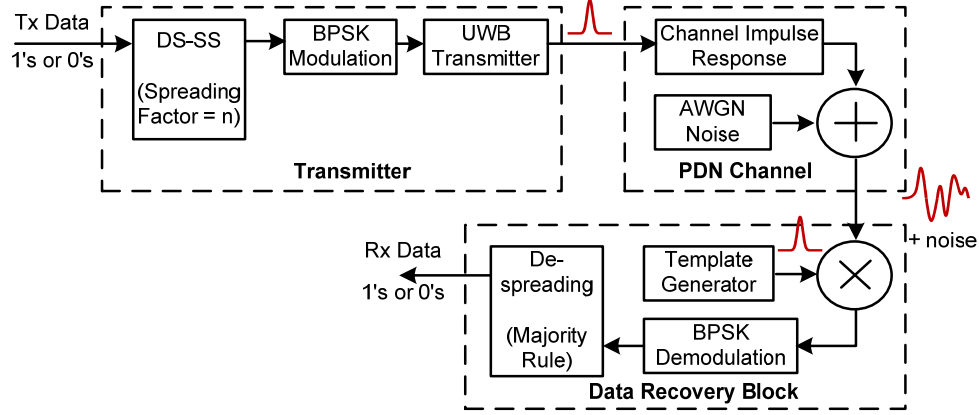 Tx Data
1's or 0's
DS-SS
(Spreading
Factor = n)
BPSK
Modulation
UWB
Transmitter
Transmitter
Channel Impulse
Response
AWGN
Noise
PDN Channel
+ noise
Rx Data
1's or 0's
De-
spreading
(Majority
Rule)
Template
Generator
BPSK
Demodulation
Data Recovery Block